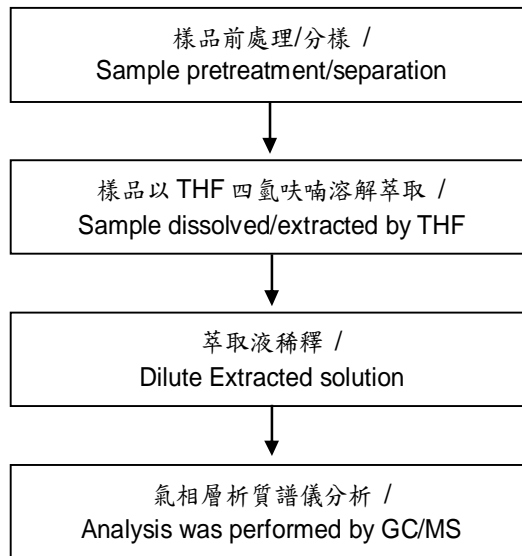 樣品前處理/分樣 /
Sample pretreatment/separation
樣品以 THF 四氫呋喃溶解萃取 /
Sample dissolved/extracted by THF
萃取液稀釋 /
Dilute Extracted solution
氣相層析質譜儀分析 /
Analysis was performed by GC/MS